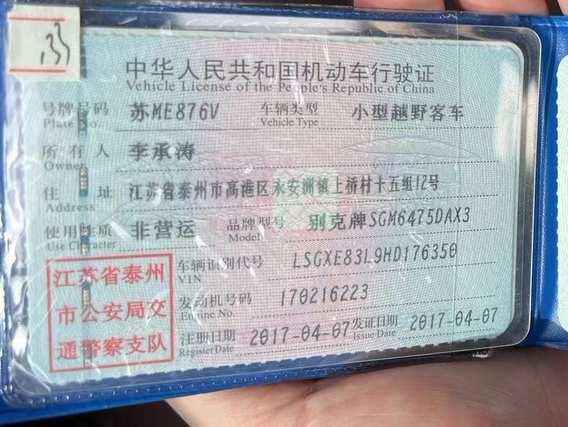 33
中华人民共和国机动车行驶证
Vehicle License of the People's Republic of China
号牌号码 苏ME876V 车辆类型 小型越野客车
Plate No. Vehicle Type
所有人 李承涛
Owner
住址 江苏省泰州市高港区永安洲镇上桥村十五组12号
Address
使用性质 非营运 品牌型号 别克牌SGM6475DAX3
Use Character Model
车辆识别代号 LSGXE83L9HD176350
VIN
发动机号码 170216223
Engine No.
注册日期 2017-04-07 发证日期 2017-04-07
Register Date Issue Date
江苏省泰州
市公安局交
通警察支队